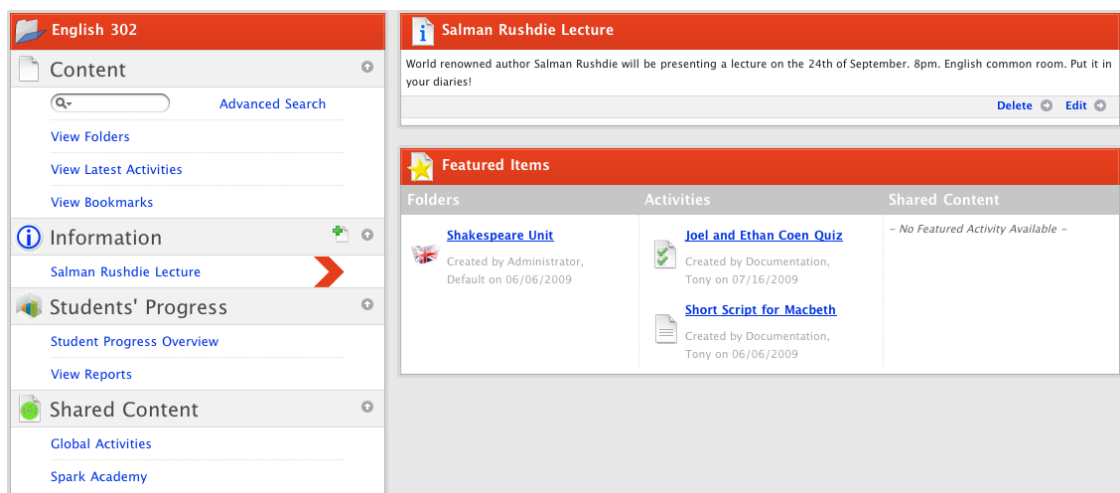 English 302
Content
Advanced Search
View Folders
View Latest Activities
View Bookmarks
Information
Salman Rushdie Lecture
Students' Progress
Student Progress Overview
View Reports
Shared Content
Global Activities
Spark Academy
Salman Rushdie Lecture
World renowned author Salman Rushdie will be presenting a lecture on the 24th of September. 8pm. English common room. Put it in
your diaries!
Delete Edit
Featured Items
Folders Activities Shared Content
Shakespeare Unit
Created by Administrator,
Default on 06/06/2009
Joel and Ethan Coen Quiz
Created by Documentation,
Tony on 07/16/2009
Short Script for Macbeth
Created by Documentation,
Tony on 06/06/2009
– No Featured Activity Available –